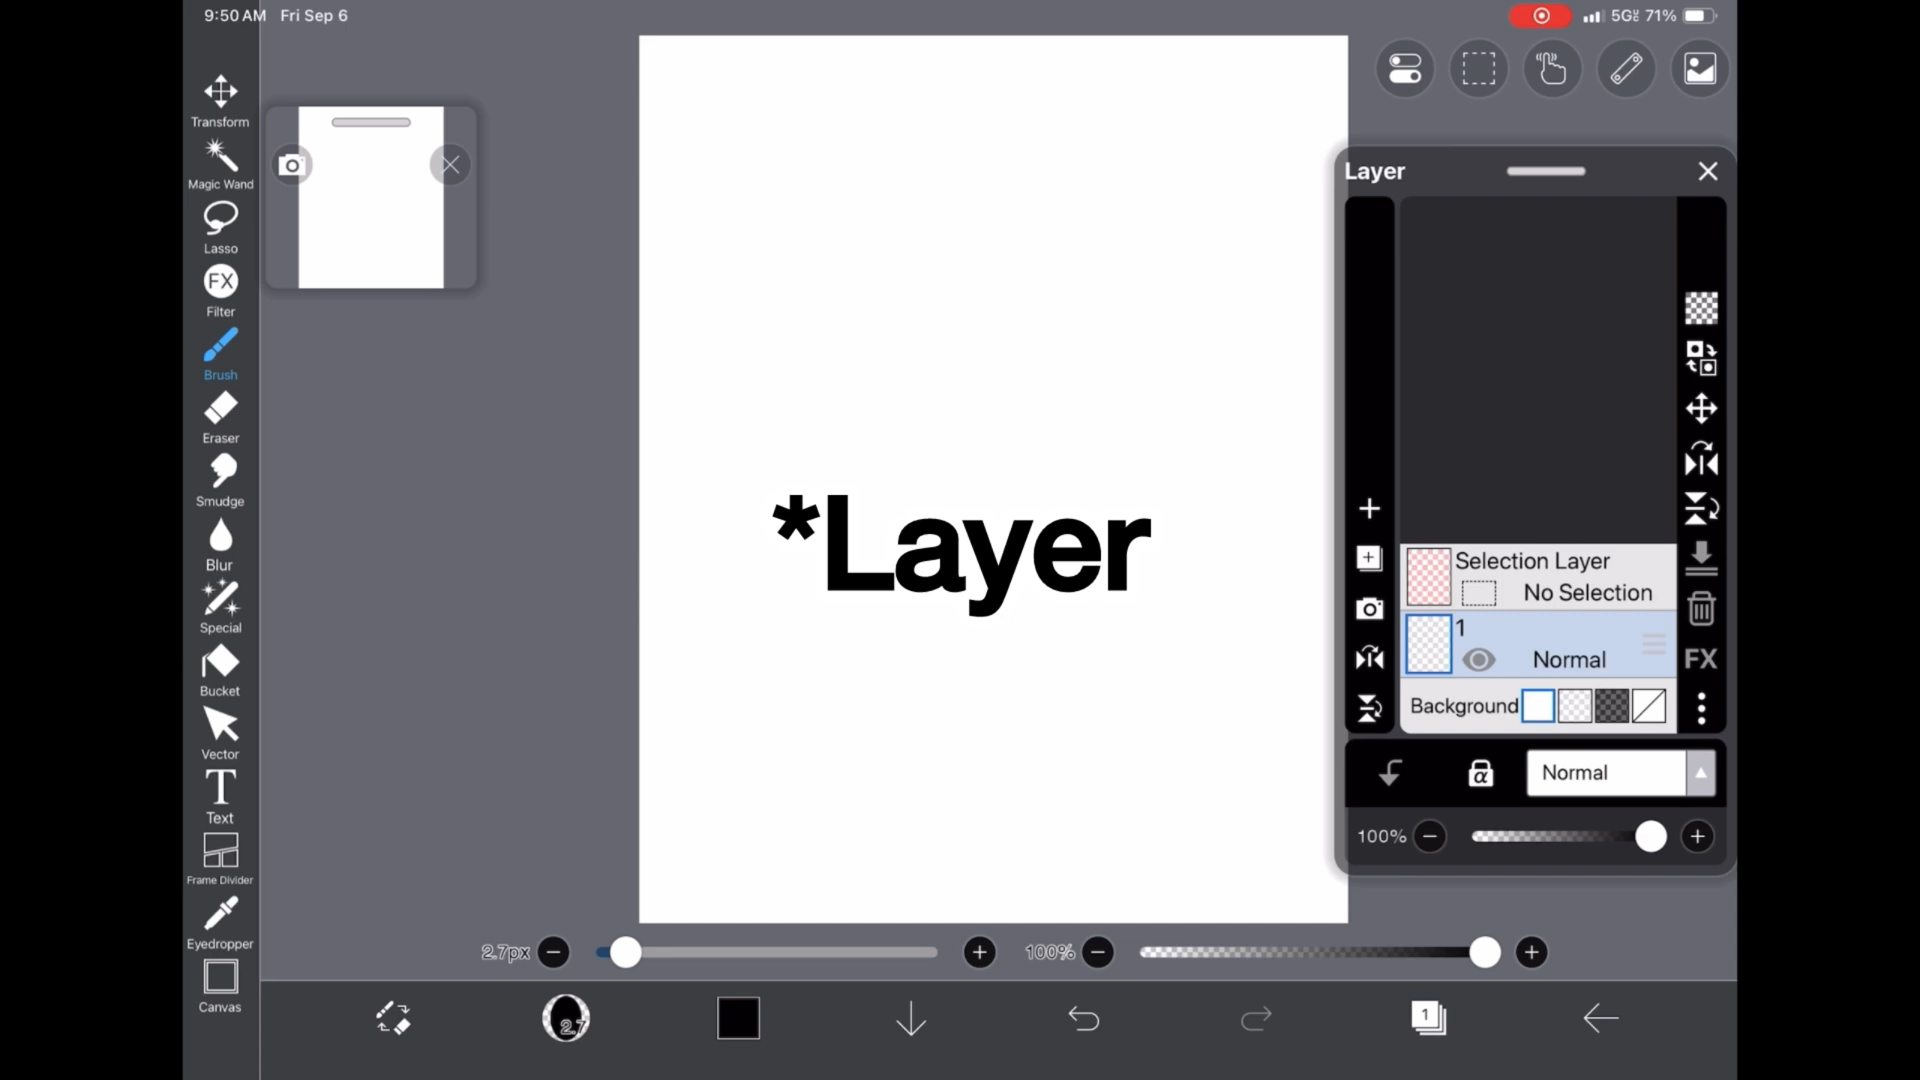 9:50 AM Fri Sep 6
5G 71%
Transform
Magic Wand
Lasso
FX
Filter
Brush
Eraser
Smudge
Blur
Special
Bucket
Vector
T
Text
Frame Divider
Eyedropper
Canvas
*Layer
Layer
Selection Layer
No Selection
1
Normal
FX
Background
α
Normal
100%
2.7px
100%
2.7
1